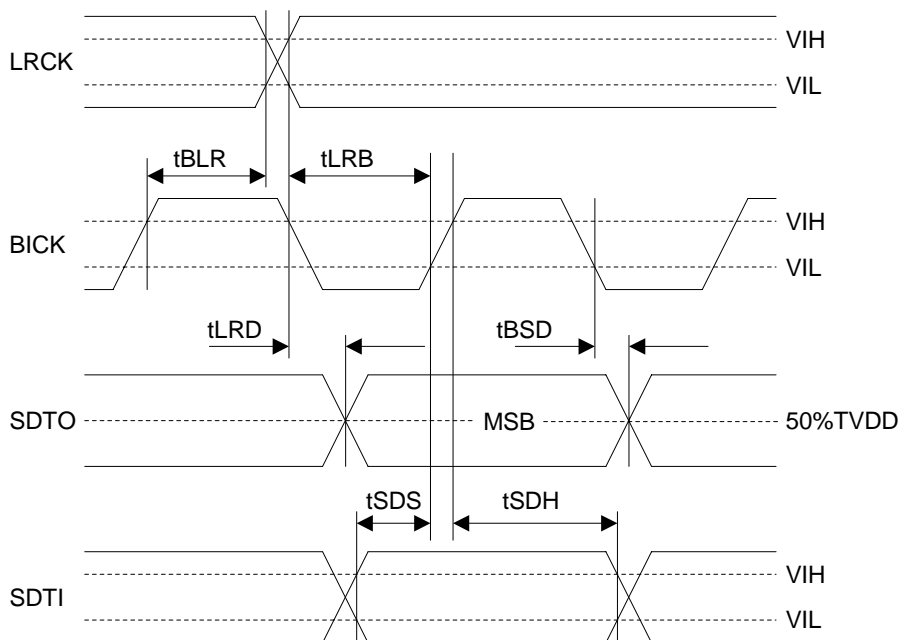 LRCK
VIH
VIL
tBLR
tLRB
BICK
VIH
VIL
tLRD
tBSD
SDTO
MSB
50%TVDD
tSDS
tSDH
SDTI
VIH
VIL